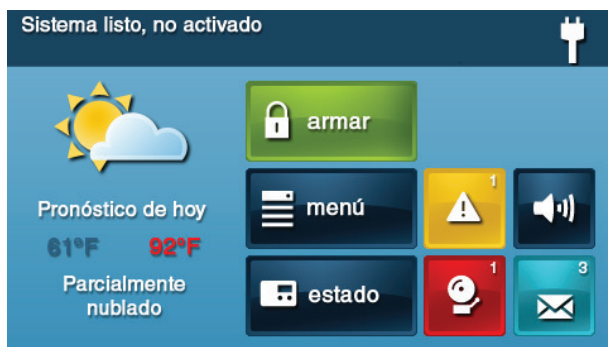 Sistema listo, no activado
Pronóstico de hoy
61°F 92°F
Parcialmente
nublado
armar
menú
1
estado
1
3